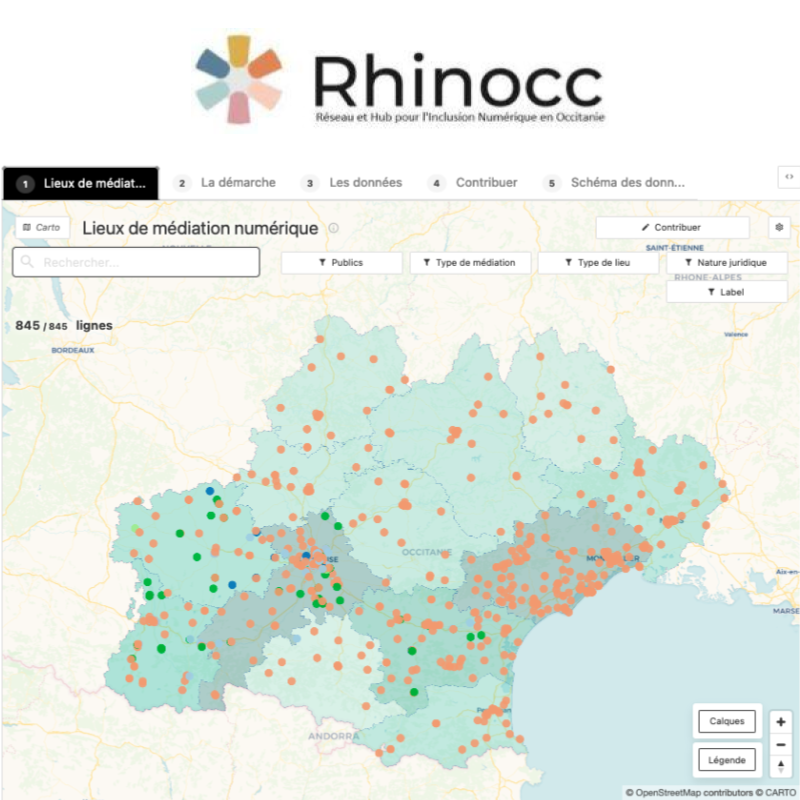 Rhinocc
Réseau et Hub pour l'Inclusion Numérique en Occitanie
1 Lieux de médiat...
2 La démarche
3 Les données
4 Contribuer
5 Schéma des donn...
Carto
Lieux de médiation numérique
Contribuer
SAINT-ÉTIENNE
Rechercher...
Publics
Type de médiation
Type de lieu
Nature juridique
RHONE-ALPES
Label
845 / 845 lignes
Valence
BORDEAUX
OCCITANIE
Aix-en-
MARSE
ANDORRA
Calques
+
−
Légende
© OpenStreetMap contributors © CARTO